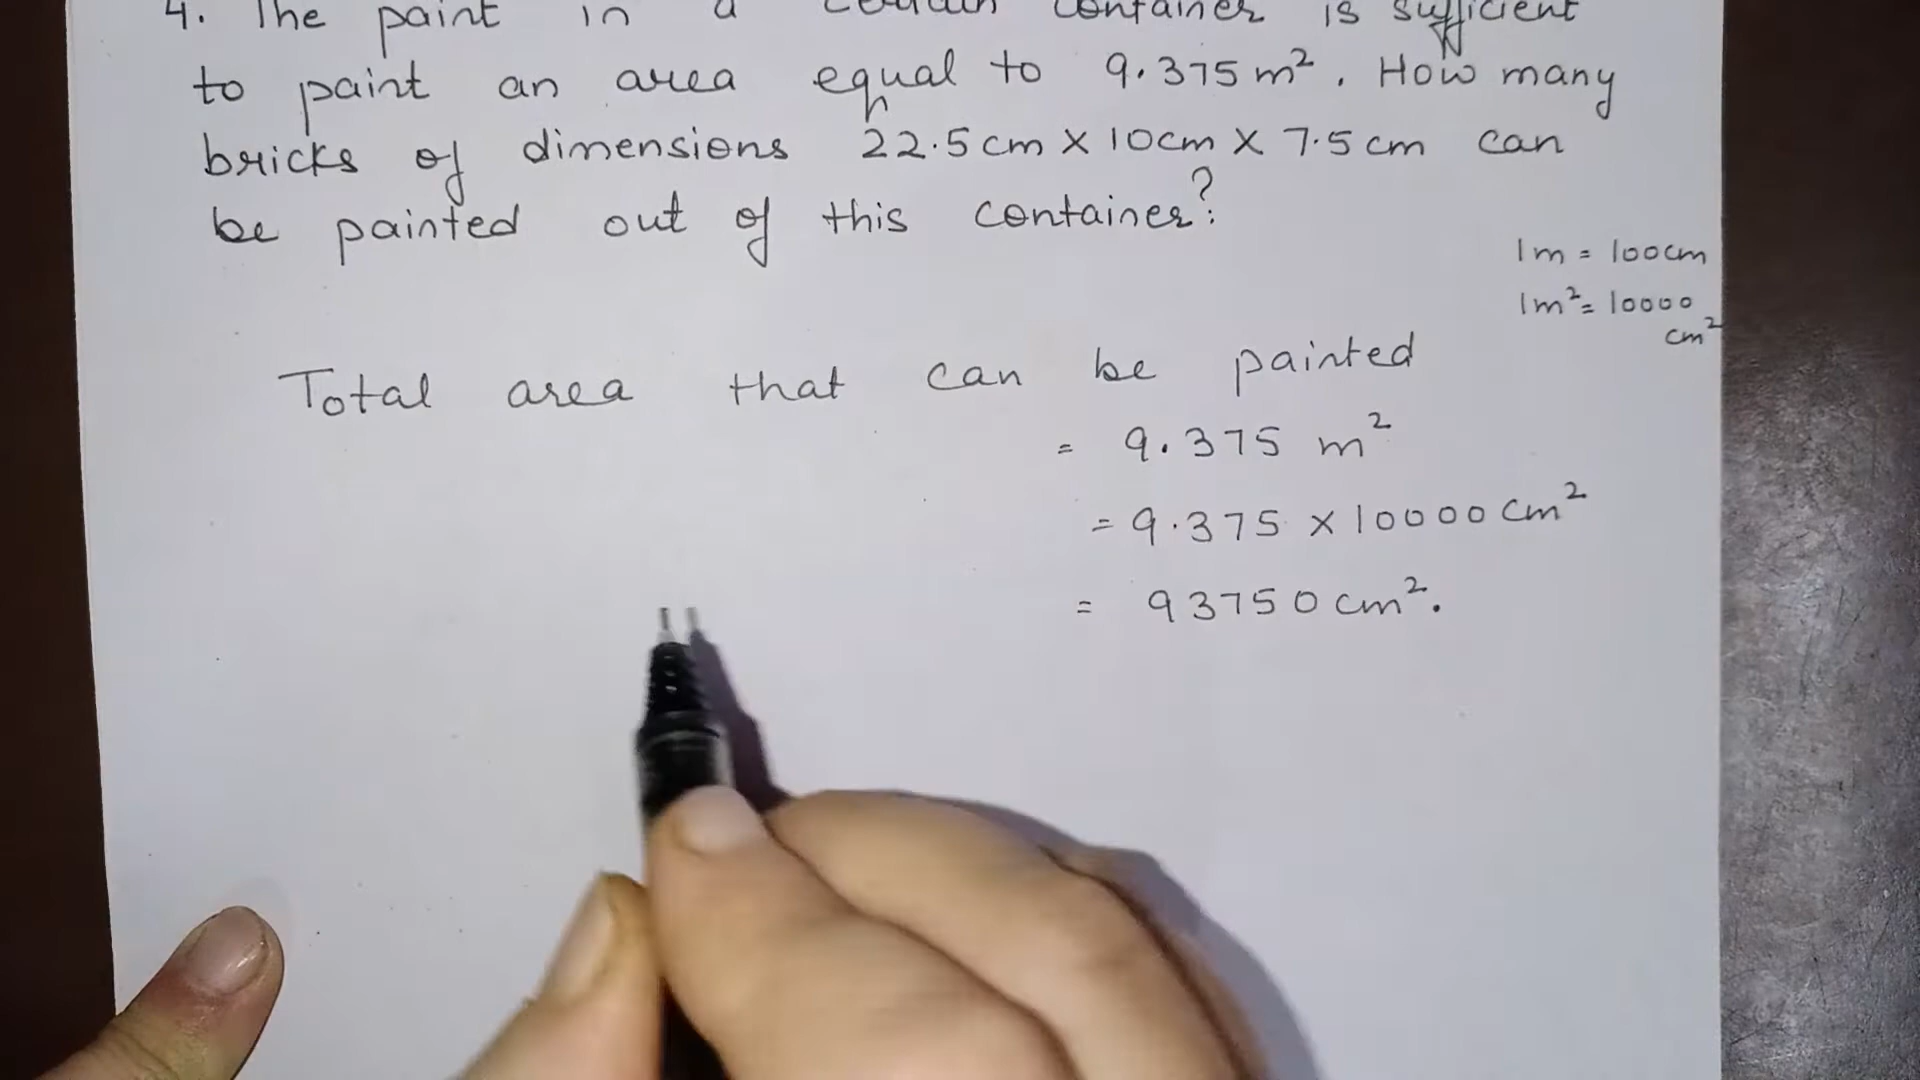 4. The paint in a certain container is sufficient
to paint an area equal to 9.375 m². How many
bricks of dimensions 22.5 cm x 10cm x 7.5 cm can
be painted out of this container?
1m = 100cm
1m² = 10000
cm²
Total area that can be painted
= 9.375 m²
= 9.375 x 10000 cm²
= 93750 cm².